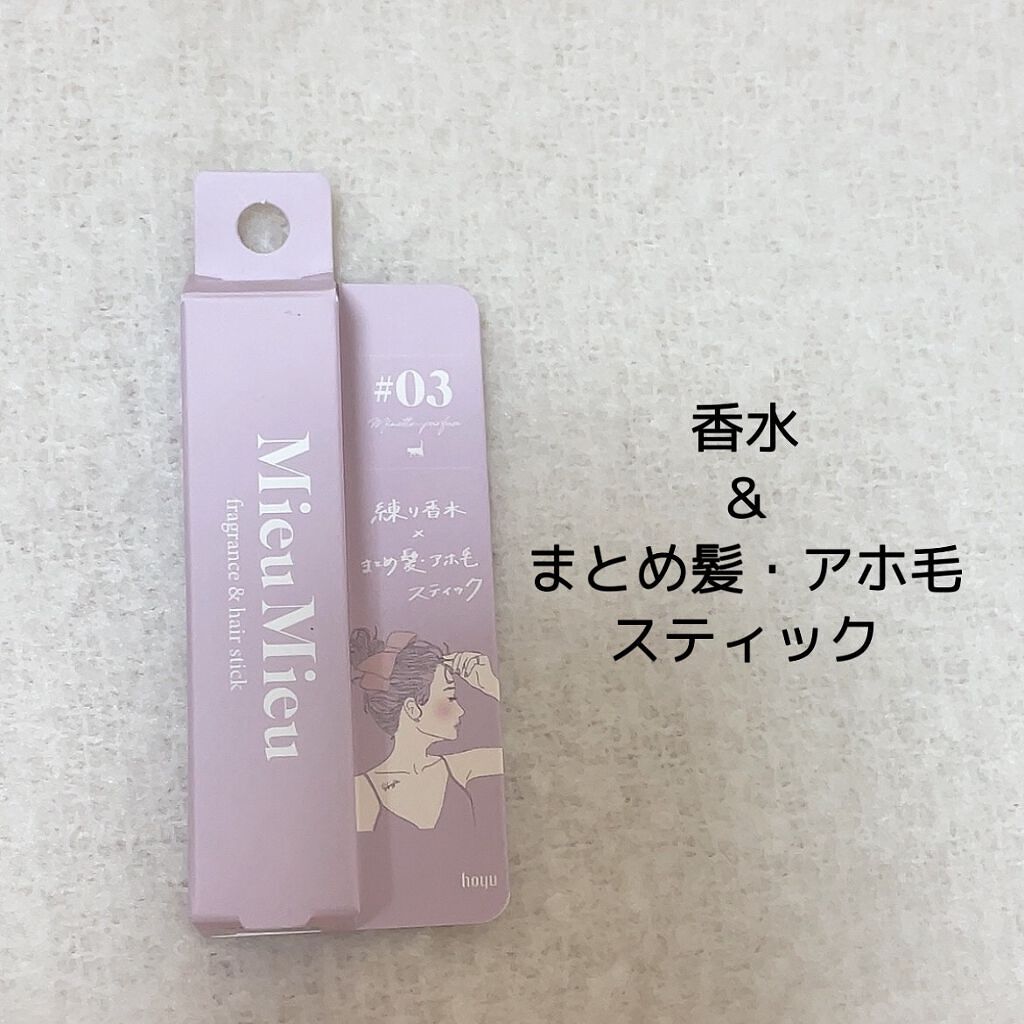 MieuMieu
fragrance & hair stick
#03
練り香水
×
まとめ髪・アホ毛
スティック
hoyu
香水
&
まとめ髪・アホ毛
スティック